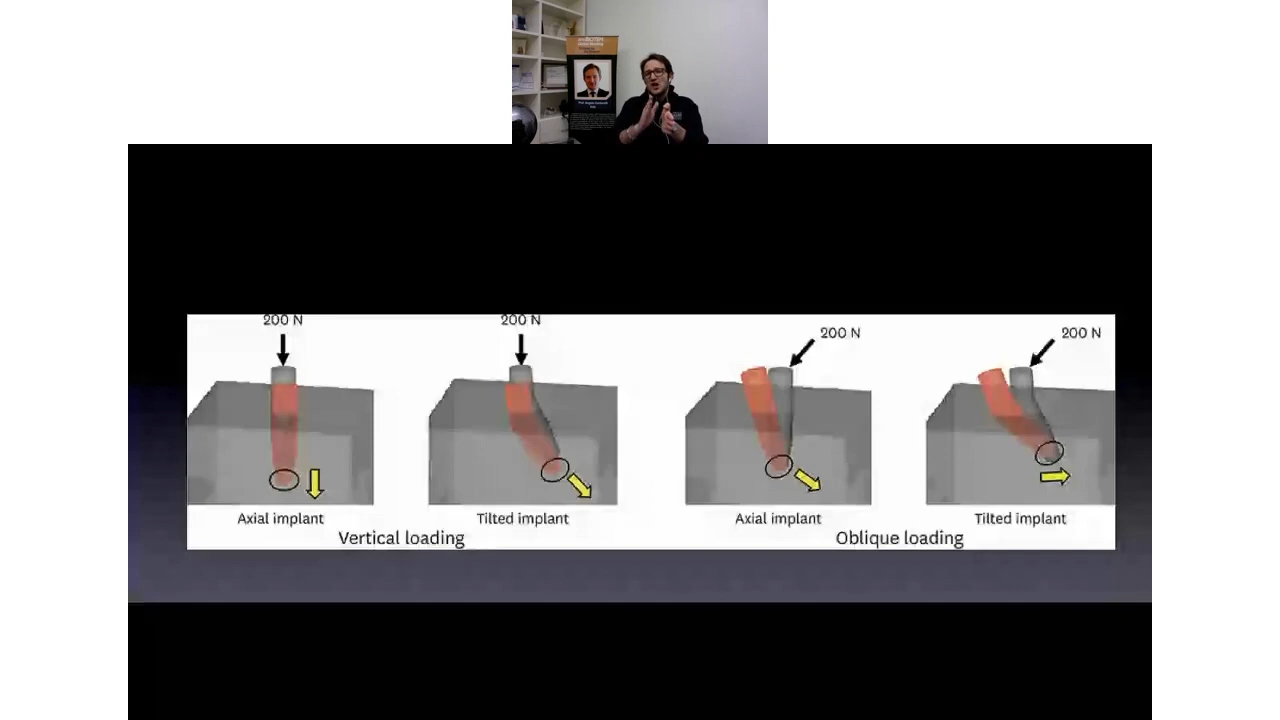 200 N
200 N
200 N
200 N
Axial implant
Tilted implant
Axial implant
Tilted implant
Vertical loading
Oblique loading